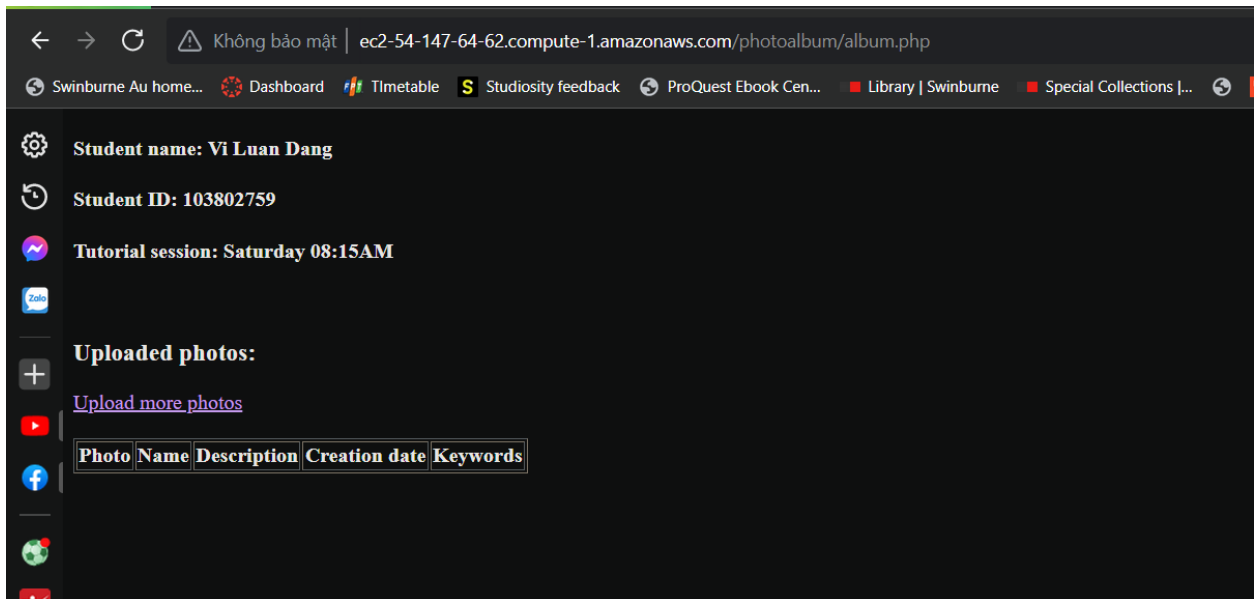 Không bảo mật | ec2-54-147-64-62.compute-1.amazonaws.com/photoalbum/album.php
Swinburne Au home... Dashboard TImetable S Studiosity feedback ProQuest Ebook Cen... Library | Swinburne Special Collections |...
Student name: Vi Luan Dang
Student ID: 103802759
Tutorial session: Saturday 08:15AM
Zalo
Uploaded photos:
Upload more photos
Photo Name Description Creation date Keywords